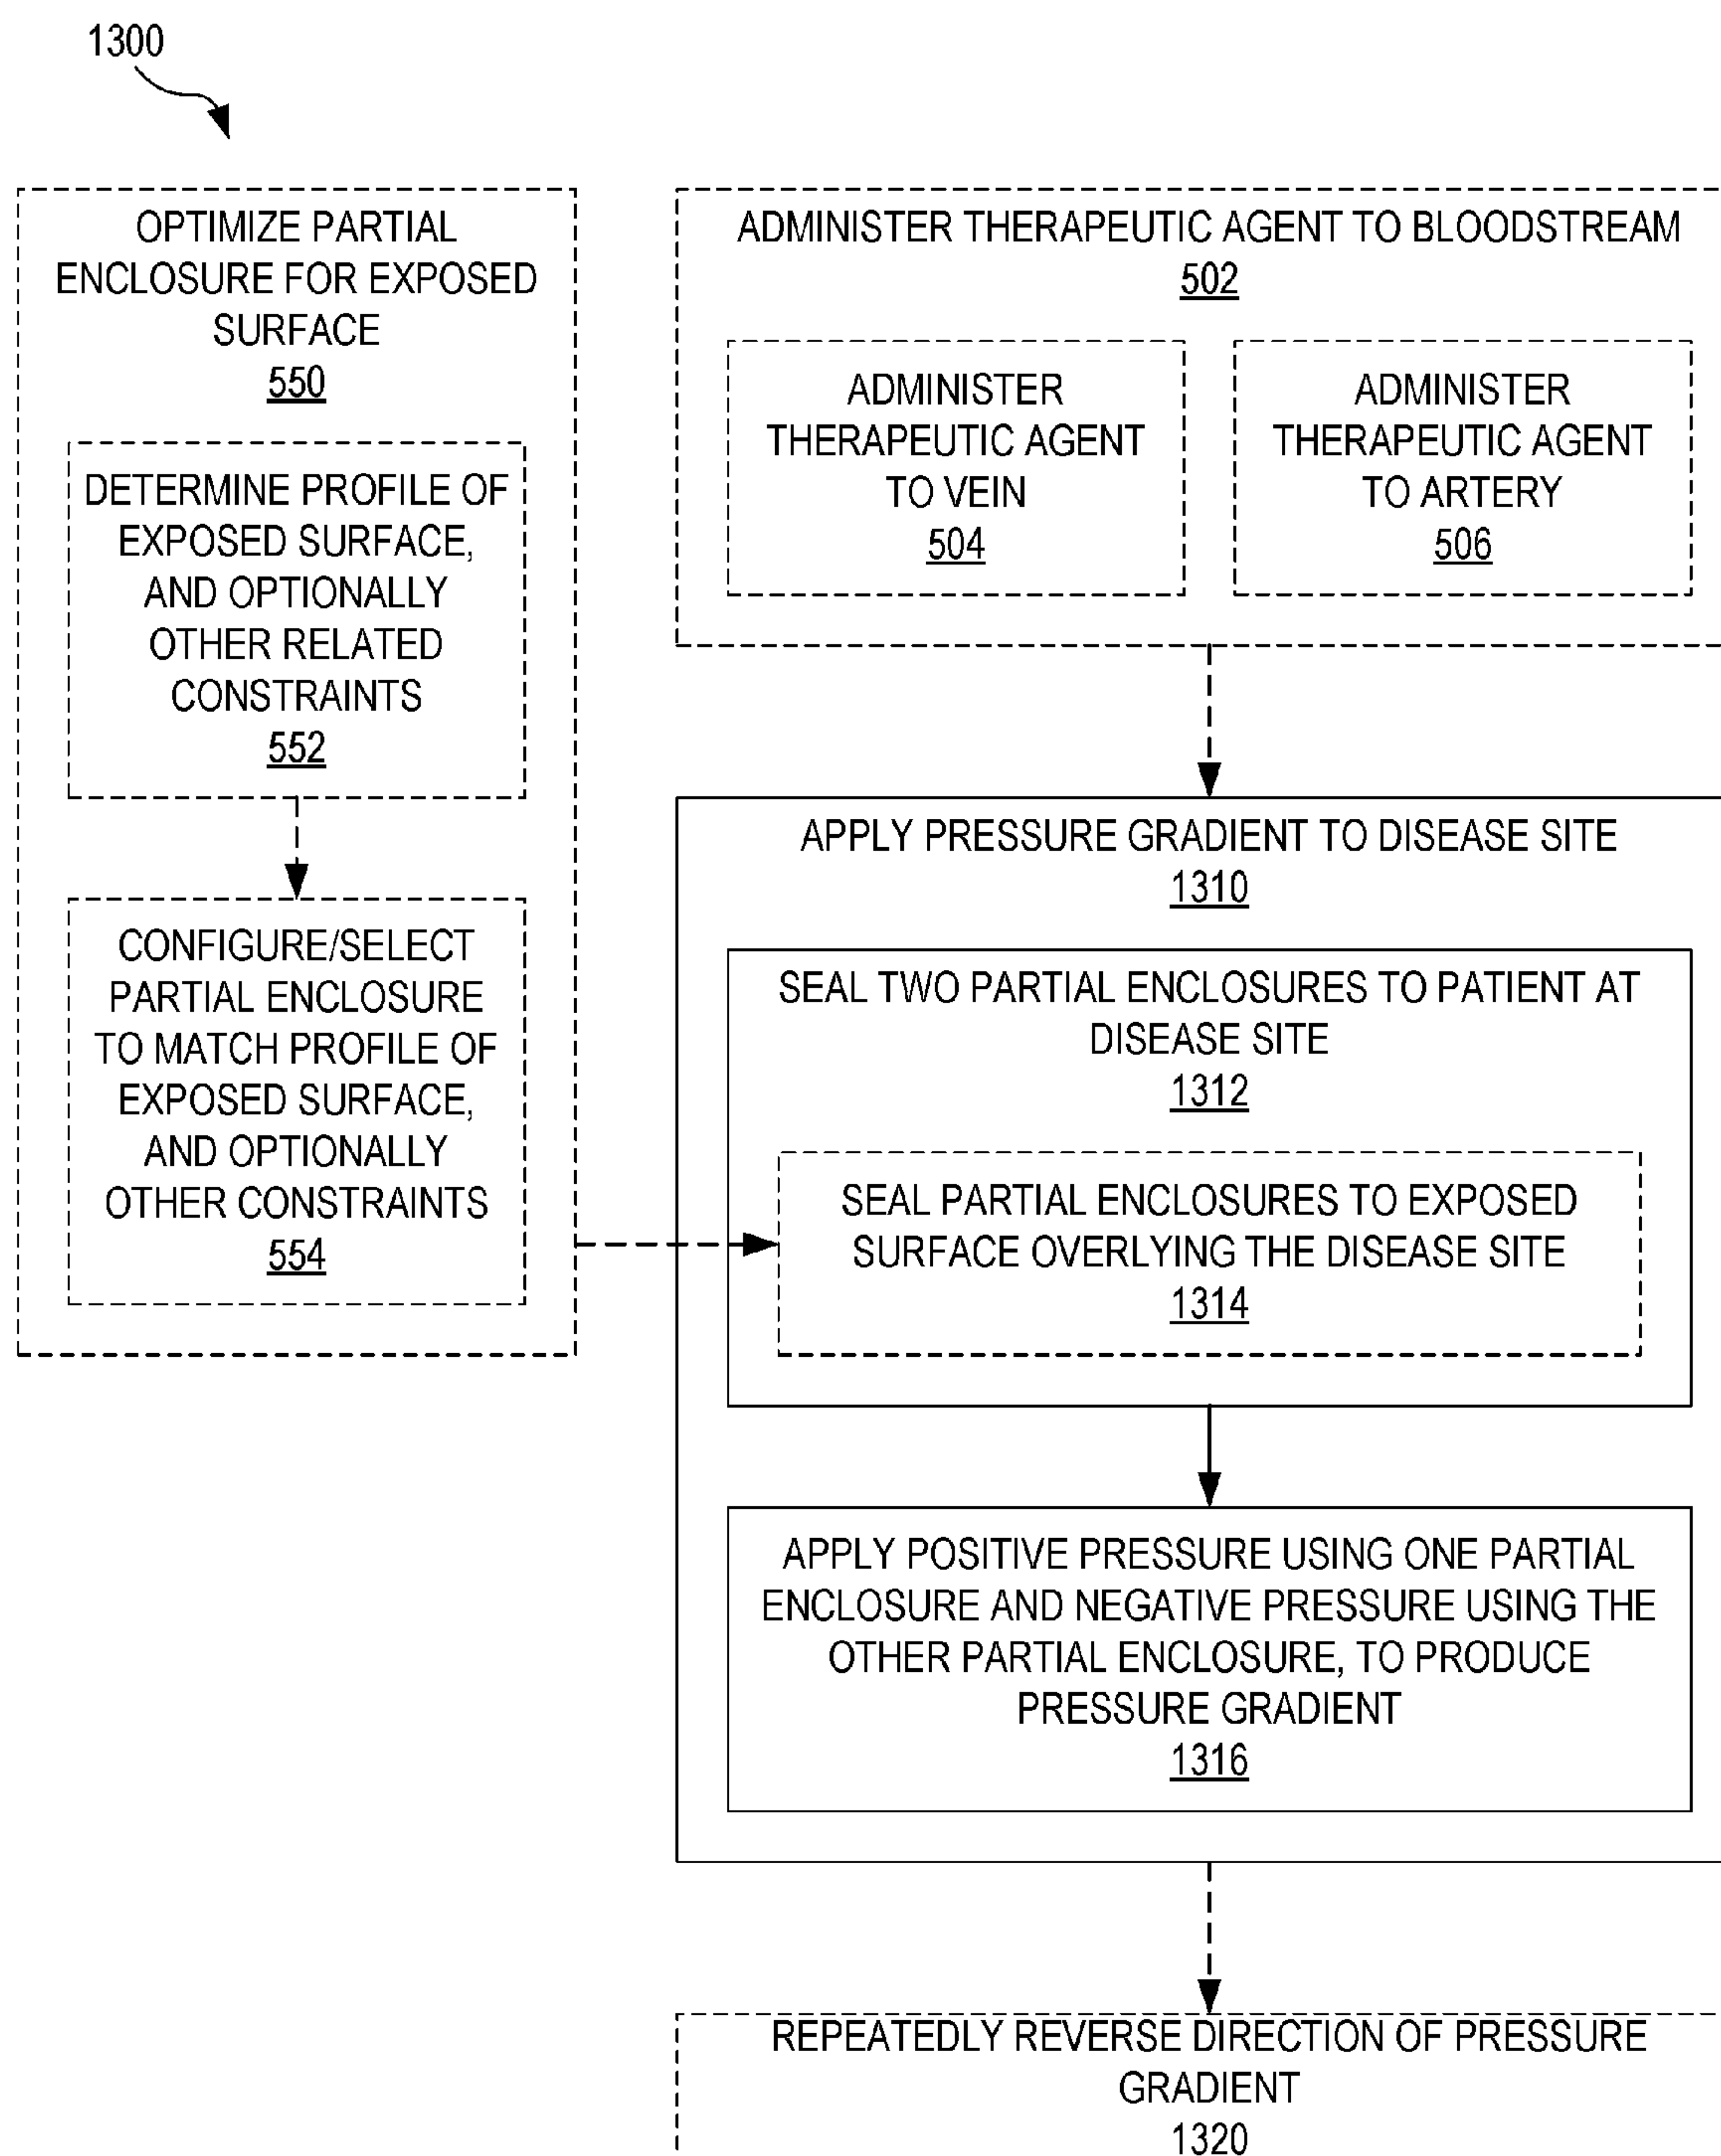 1300
OPTIMIZE PARTIAL
ENCLOSURE FOR EXPOSED
SURFACE
550
DETERMINE PROFILE OF
EXPOSED SURFACE,
AND OPTIONALLY
OTHER RELATED
CONSTRAINTS
552
CONFIGURE/SELECT
PARTIAL ENCLOSURE
TO MATCH PROFILE OF
EXPOSED SURFACE,
AND OPTIONALLY
OTHER CONSTRAINTS
554
ADMINISTER THERAPEUTIC AGENT TO BLOODSTREAM
502
ADMINISTER
THERAPEUTIC AGENT
TO VEIN
504
ADMINISTER
THERAPEUTIC AGENT
TO ARTERY
506
APPLY PRESSURE GRADIENT TO DISEASE SITE
1310
SEAL TWO PARTIAL ENCLOSURES TO PATIENT AT
DISEASE SITE
1312
SEAL PARTIAL ENCLOSURES TO EXPOSED
SURFACE OVERLYING THE DISEASE SITE
1314
APPLY POSITIVE PRESSURE USING ONE PARTIAL
ENCLOSURE AND NEGATIVE PRESSURE USING THE
OTHER PARTIAL ENCLOSURE, TO PRODUCE
PRESSURE GRADIENT
1316
REPEATEDLY REVERSE DIRECTION OF PRESSURE
GRADIENT
1320